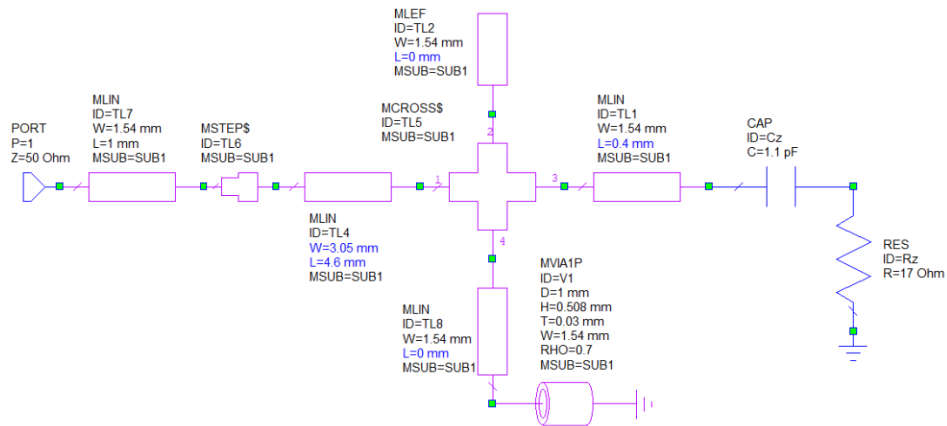 MLEF
ID=TL2
W=1.54 mm
L=0 mm
MSUB=SUB1
PORT
P=1
Z=50 Ohm
MLIN
ID=TL7
W=1.54 mm
L=1 mm
MSUB=SUB1
MSTEP$
ID=TL6
MSUB=SUB1
MCROSS$
ID=TL5
MSUB=SUB1
MLIN
ID=TL1
W=1.54 mm
L=0.4 mm
MSUB=SUB1
CAP
ID=Cz
C=1.1 pF
2
1
3
4
MLIN
ID=TL4
W=3.05 mm
L=4.6 mm
MSUB=SUB1
RES
ID=Rz
R=17 Ohm
MLIN
ID=TL8
W=1.54 mm
L=0 mm
MSUB=SUB1
MVIA1P
ID=V1
D=1 mm
H=0.508 mm
T=0.03 mm
W=1.54 mm
RHO=0.7
MSUB=SUB1